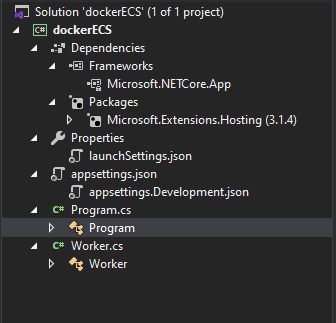 Solution 'dockerECS' (1 of 1 project)
C# dockerECS
Dependencies
Frameworks
Microsoft.NETCore.App
Packages
Microsoft.Extensions.Hosting (3.1.4)
Properties
launchSettings.json
appsettings.json
appsettings.Development.json
C# Program.cs
Program
C# Worker.cs
Worker